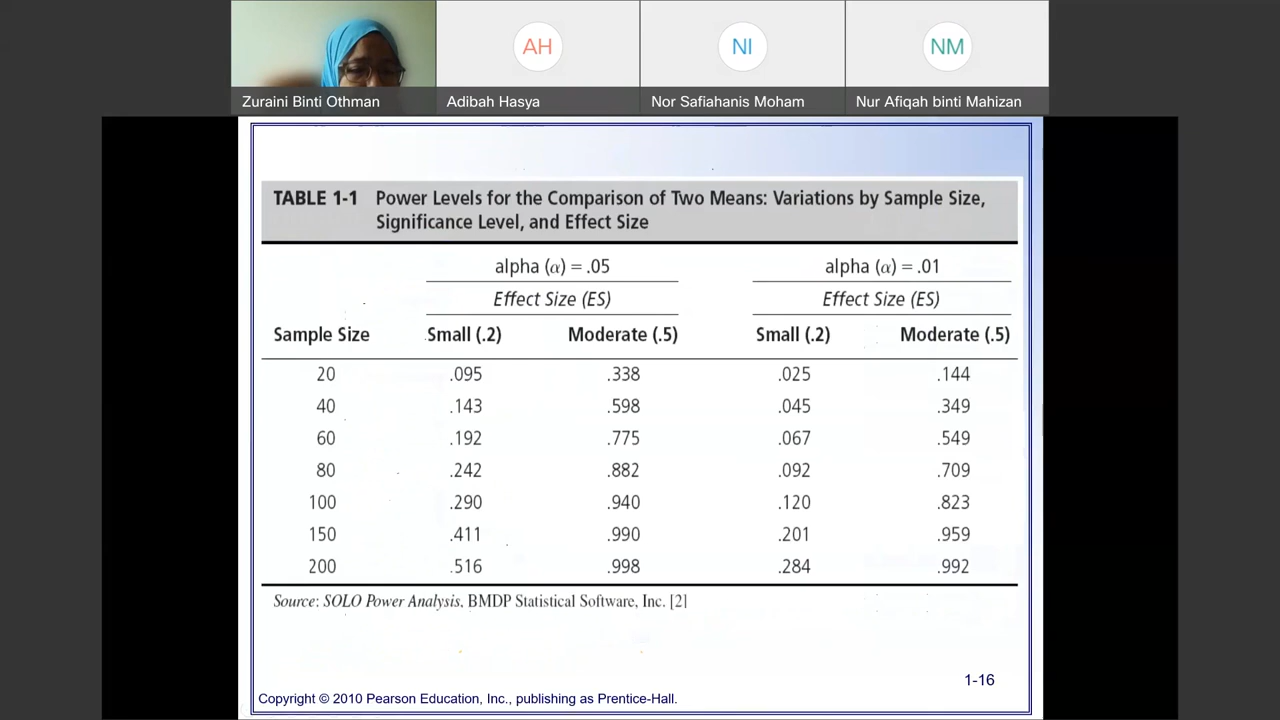 AH
NI
NM
Zuraini Binti Othman
Adibah Hasya
Nor Safiahanis Moham
Nur Afiqah binti Mahizan
TABLE 1-1 Power Levels for the Comparison of Two Means: Variations by Sample Size,
Significance Level, and Effect Size
alpha (α) = .05 alpha (α) = .01
Effect Size (ES) Effect Size (ES)
Sample Size Small (.2) Moderate (.5) Small (.2) Moderate (.5)
20 .095 .338 .025 .144
40 .143 .598 .045 .349
60 .192 .775 .067 .549
80 .242 .882 .092 .709
100 .290 .940 .120 .823
150 .411 .990 .201 .959
200 .516 .998 .284 .992
Source: SOLO Power Analysis, BMDP Statistical Software, Inc. [2]
1-16
Copyright © 2010 Pearson Education, Inc., publishing as Prentice-Hall.